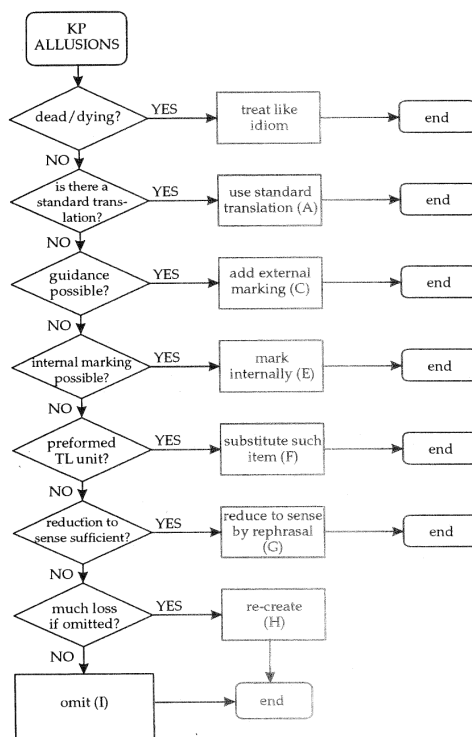 KP
ALLUSIONS
dead/dying?
YES
treat like
idiom
end
NO
is there a
standard trans-
lation?
YES
use standard
translation (A)
end
NO
guidance
possible?
YES
add external
marking (C)
end
NO
internal marking
possible?
YES
mark
internally (E)
end
NO
preformed
TL unit?
YES
substitute such
item (F)
end
NO
reduction to
sense sufficient?
YES
reduce to sense
by rephrasal
(G)
end
NO
much loss
if omitted?
YES
re-create
(H)
NO
omit (I)
end